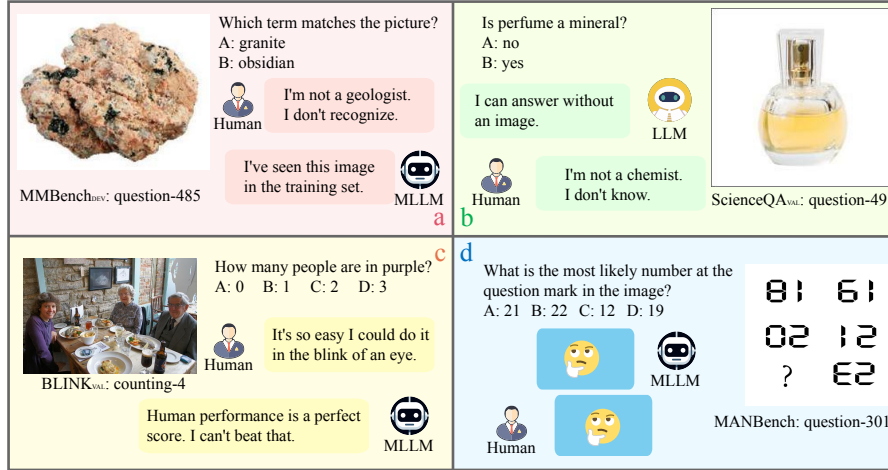 Which term matches the picture?
A: granite
B: obsidian
I'm not a geologist.
I don't recognize.
Human
I've seen this image
in the training set.
MLLM
MMBenchDEV: question-485
a
Is perfume a mineral?
A: no
B: yes
I can answer without
an image.
LLM
I'm not a chemist.
I don't know.
Human
ScienceQAVAL: question-49
b
c
How many people are in purple?
A: 0 B: 1 C: 2 D: 3
It's so easy I could do it
in the blink of an eye.
Human
BLINKVAL: counting-4
Human performance is a perfect
score. I can't beat that.
MLLM
d
What is the most likely number at the
question mark in the image?
A: 21 B: 22 C: 12 D: 19
MLLM
Human
81 61
02 12
? E2
MANBench: question-301